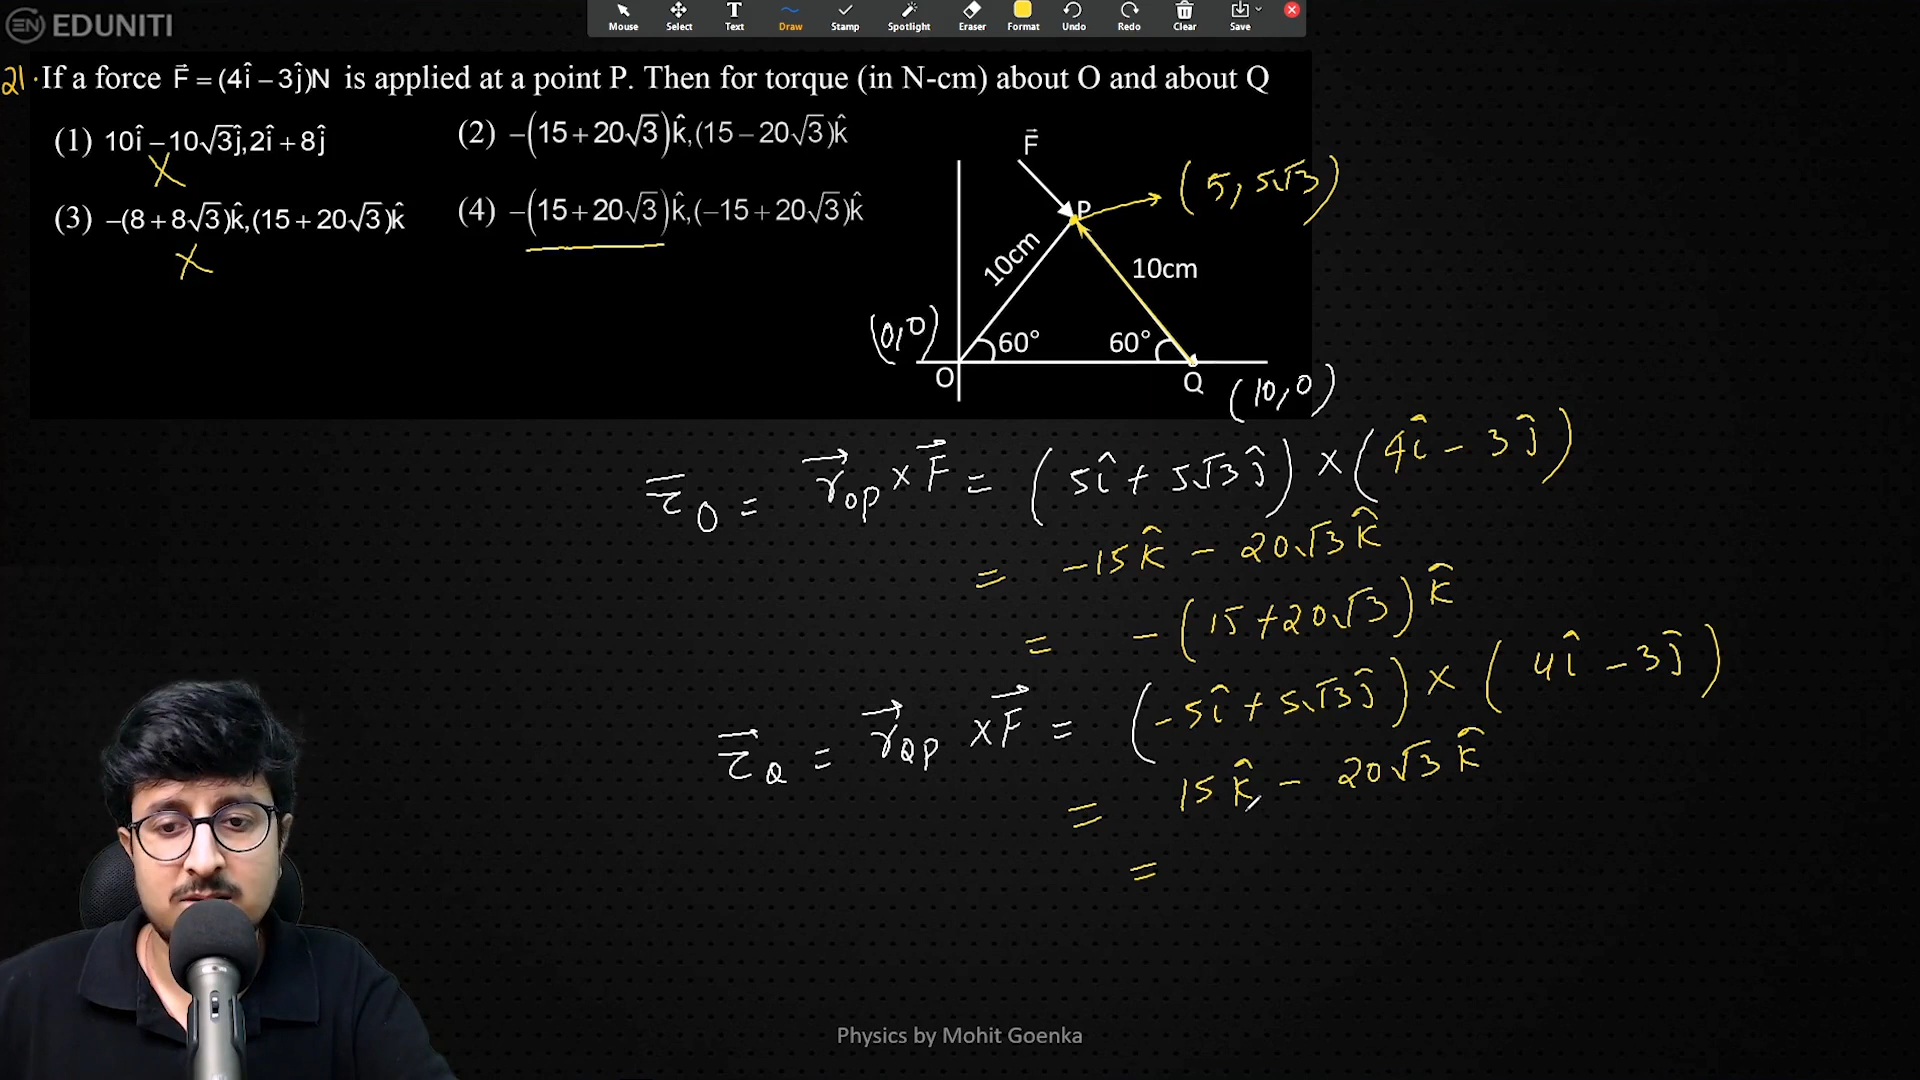 EN EDUNITI
Mouse Select Text Draw Stamp Spotlight Eraser Format Undo Redo Clear Save
21. If a force F⃗ = (4î − 3ĵ)N is applied at a point P. Then for torque (in N-cm) about O and about Q
(1) 10î − 10√3ĵ, 2î + 8ĵ
(2) −(15 + 20√3)k̂, (15 − 20√3)k̂
(3) −(8 + 8√3)k̂, (15 + 20√3)k̂
(4) −(15 + 20√3)k̂, (−15 + 20√3)k̂
F⃗
P
(5, 5√3)
10cm
10cm
(0,0)
60°
60°
O
Q
(10, 0)
τ⃗O = r⃗OP × F⃗ = (5î + 5√3ĵ) × (4î − 3ĵ)
= −15k̂ − 20√3k̂
= −(15 + 20√3)k̂
τ⃗Q = r⃗QP × F⃗ = (−5î + 5√3ĵ) × (4î − 3ĵ)
= 15k̂ − 20√3k̂
=
Physics by Mohit Goenka